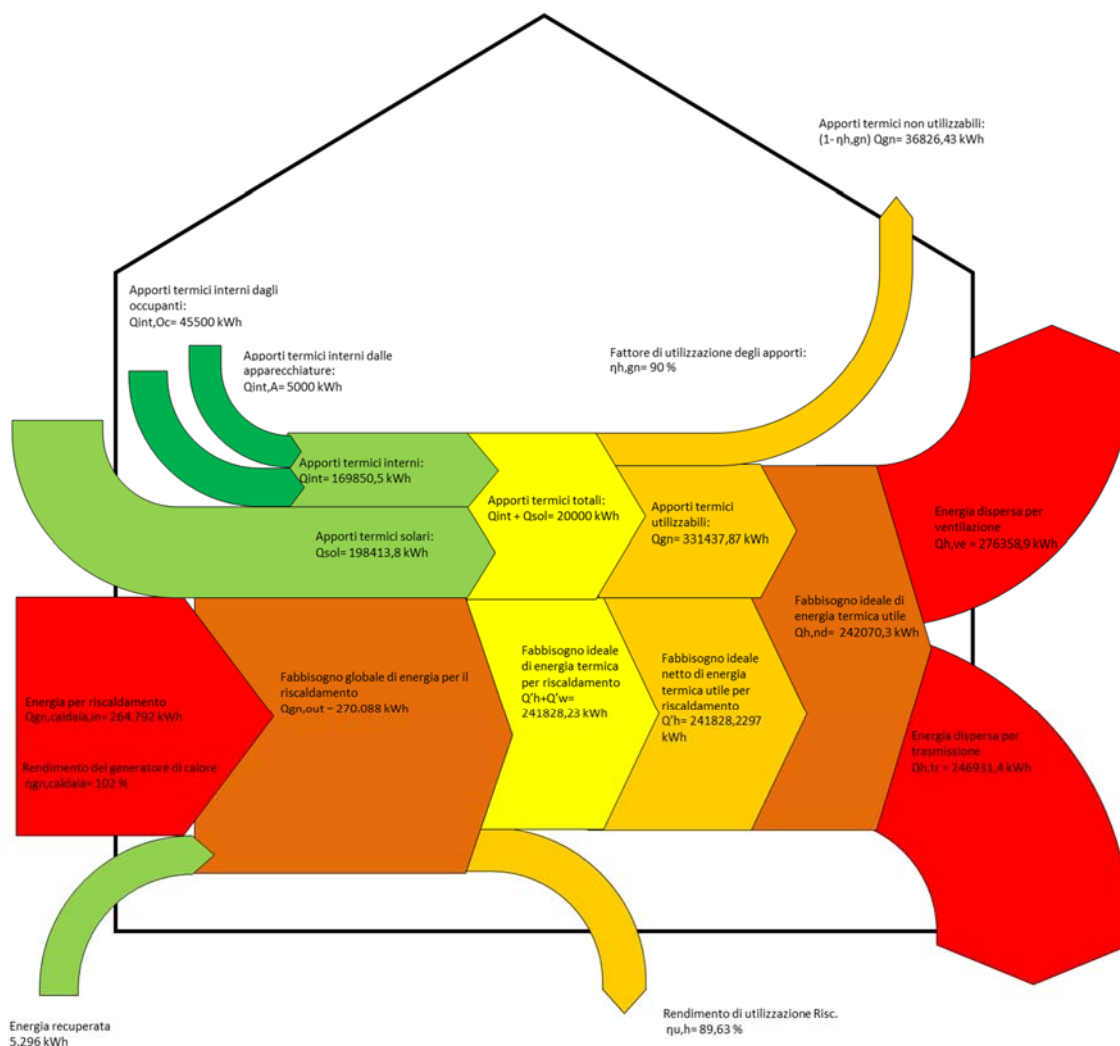 Apporti termici non utilizzabili:
(1- ηh,gn) Qgn= 36826,43 kWh
Apporti termici interni dagli
occupanti:
Qint,Oc= 45500 kWh
Apporti termici interni dalle
apparecchiature:
Qint,A= 5000 kWh
Fattore di utilizzazione degli apporti:
ηh,gn= 90 %
Apporti termici interni:
Qint= 169850,5 kWh
Apporti termici totali:
Qint + Qsol= 20000 kWh
Apporti termici
utilizzabili:
Qgn= 331437,87 kWh
Energia dispersa per
ventilazione
Qh,ve = 276358,9 kWh
Apporti termici solari:
Qsol= 198413,8 kWh
Fabbisogno ideale di
energia termica utile
Qh,nd=  242070,3 kWh
Fabbisogno globale di energia per il
riscaldamento
Qgn,out = 270.088 kWh
Fabbisogno ideale
di energia termica
per riscaldamento
Q'h+Q'w=
241828,23 kWh
Fabbisogno ideale
netto di energia
termica utile per
riscaldamento
Q'h= 241828,2297
kWh
Energia per riscaldamento
Qgn,caldaia,in= 264.792 kWh
Rendimento del generatore di calore
ηgn,caldaia= 102 %
Energia dispersa per
trasmissione
Qh,tr = 246931,4 kWh
Rendimento di utilizzazione Risc.
ηu,h= 89,63 %
Energia recuperata
5.296 kWh